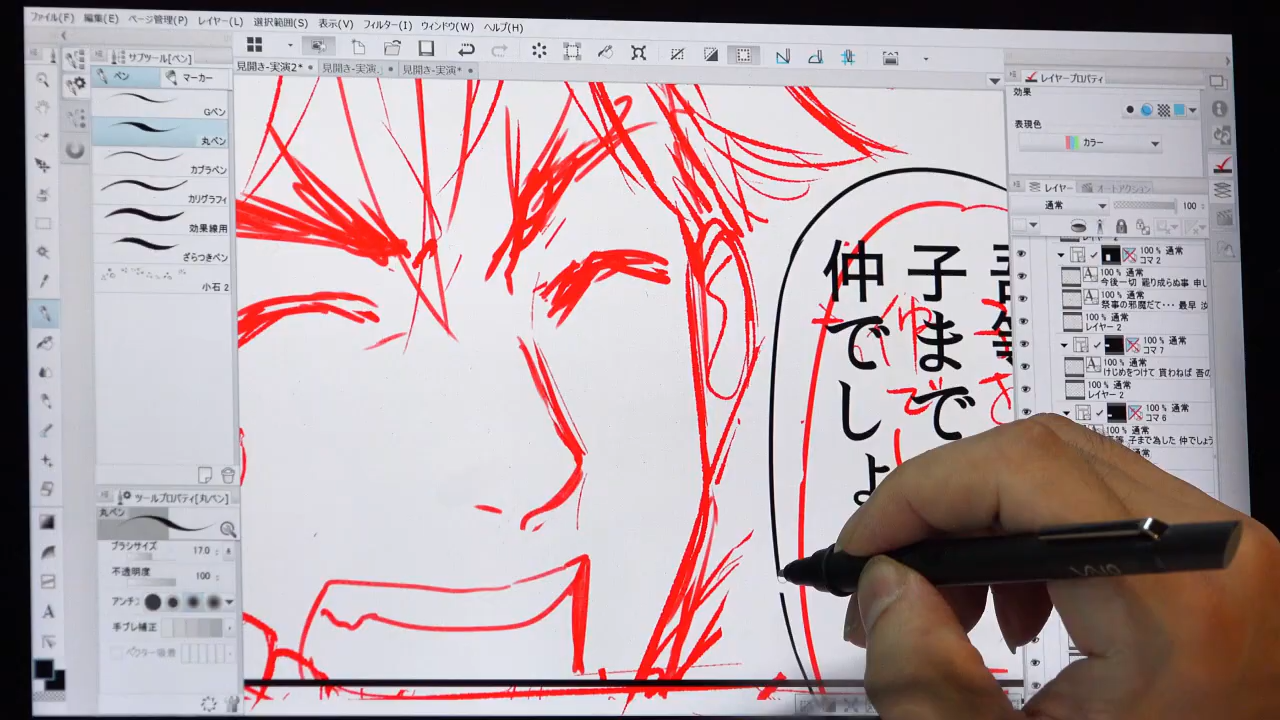 ファイル(F) 編集(E) ページ管理(P) レイヤー(L) 選択範囲(S) 表示(V) フィルター(I) ウィンドウ(W) ヘルプ(H)
サブツール[ペン]
ペン マーカー
見開き-実演2* 見開き-実演 見開き-実演*
Gペン
丸ペン
カブラペン
カリグラフィ
効果線用
ざらつきペン
小石 2
ツールプロパティ[丸ペン]
丸ペン
ブラシサイズ 17.0
不透明度 100
アンチ
手ブレ補正
ベクター吸着
仲でしょ
子まで
吾等
レイヤープロパティ
効果
表現色
カラー
レイヤー オートアクション
通常 100
100 % 通常
コマ 2
100 % 通常
今後一切
100 % 通常
祭事の邪魔だて・・・最早
100 % 通常
レイヤー 2
100 % 通常
コマ 7
100 % 通常
けじめをつけて 貰わねば 吾の
100 % 通常
レイヤー 2
100 % 通常
コマ 6
100 % 通常
子まで為した 仲でしょう
VAIO